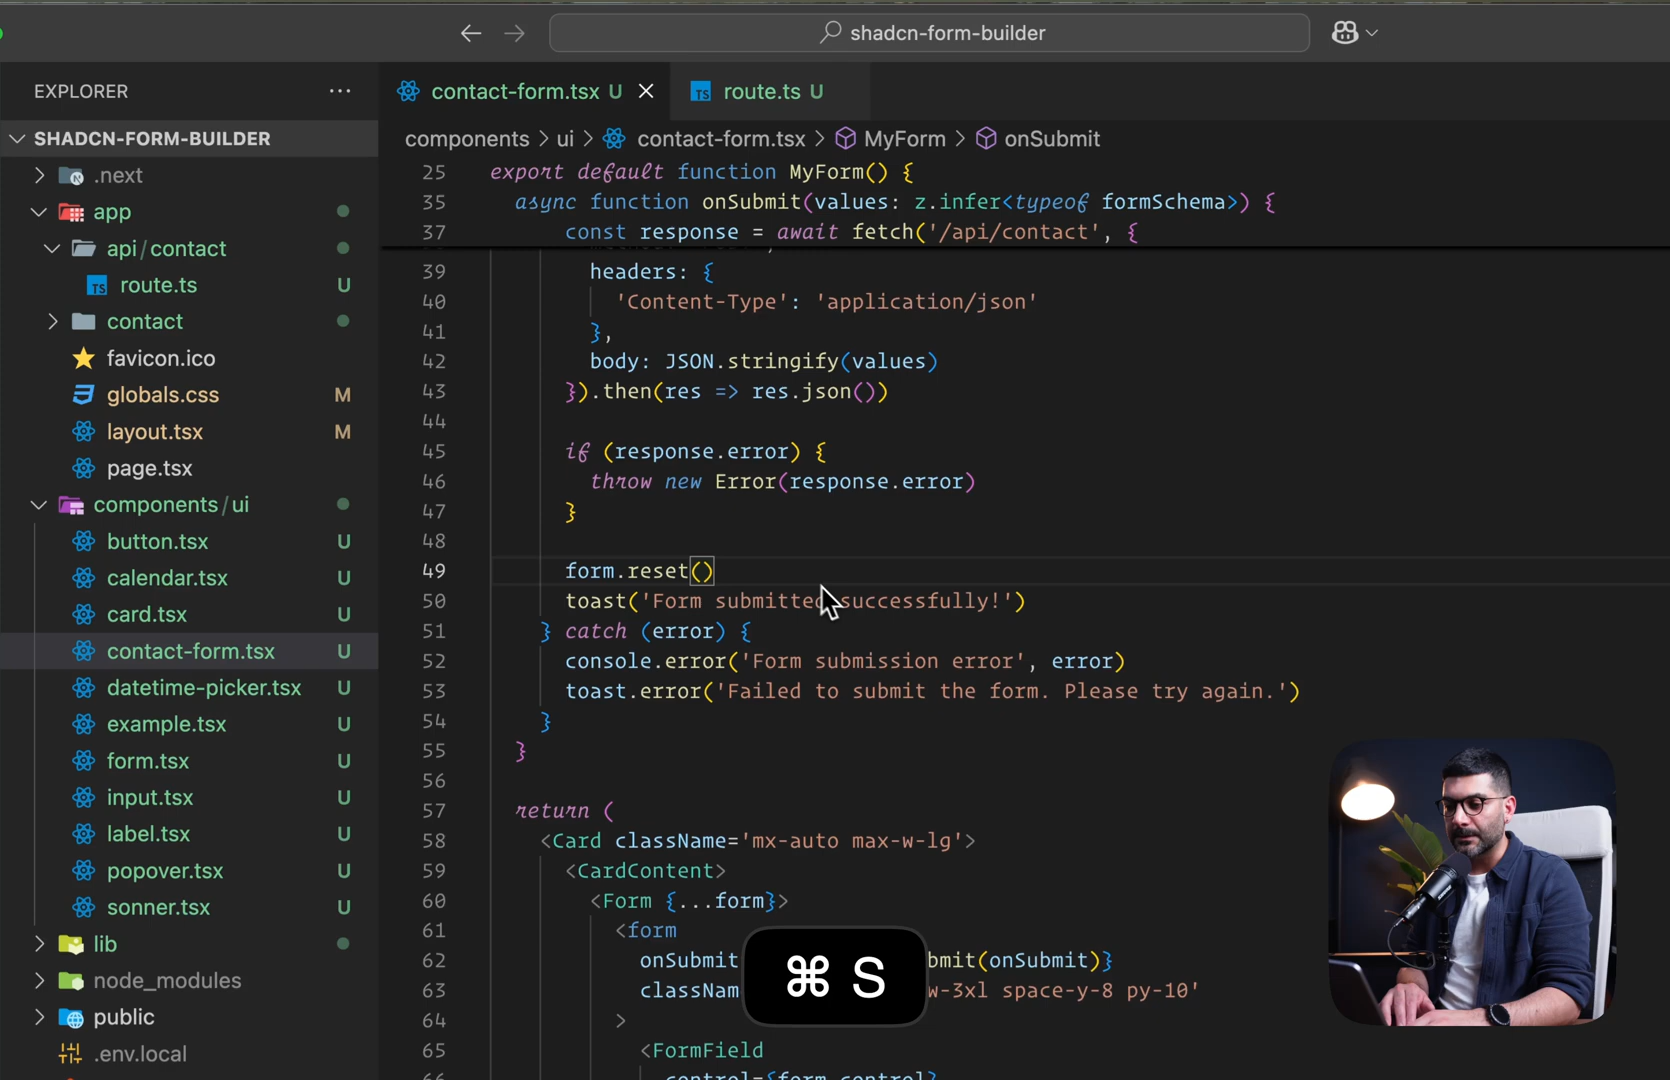 shadcn-form-builder
EXPLORER ...
contact-form.tsx U
route.ts U
SHADCN-FORM-BUILDER
components > ui > contact-form.tsx > MyForm > onSubmit
.next
app
api/contact
route.ts U
contact
favicon.ico
globals.css M
layout.tsx M
page.tsx
components/ui
button.tsx U
calendar.tsx U
card.tsx U
contact-form.tsx U
datetime-picker.tsx U
example.tsx U
form.tsx U
input.tsx U
label.tsx U
popover.tsx U
sonner.tsx U
lib
node_modules
public
.env.local
25 export default function MyForm() {
35 async function onSubmit(values: z.infer<typeof formSchema>) {
37 const response = await fetch('/api/contact', {
39 headers: {
40 'Content-Type': 'application/json'
41 },
42 body: JSON.stringify(values)
43 }).then(res => res.json())
44
45 if (response.error) {
46 throw new Error(response.error)
47 }
48
49 form.reset()
50 toast('Form submitted successfully!')
51 } catch (error) {
52 console.error('Form submission error', error)
53 toast.error('Failed to submit the form. Please try again.')
54 }
55 }
56
57 return (
58 <Card className='mx-auto max-w-lg'>
59 <CardContent>
60 <Form {...form}>
61 <form
62 onSubmit bmit(onSubmit)}
63 classNam w-3xl space-y-8 py-10'
64 >
65 <FormField
66 control={form.control}
⌘ S